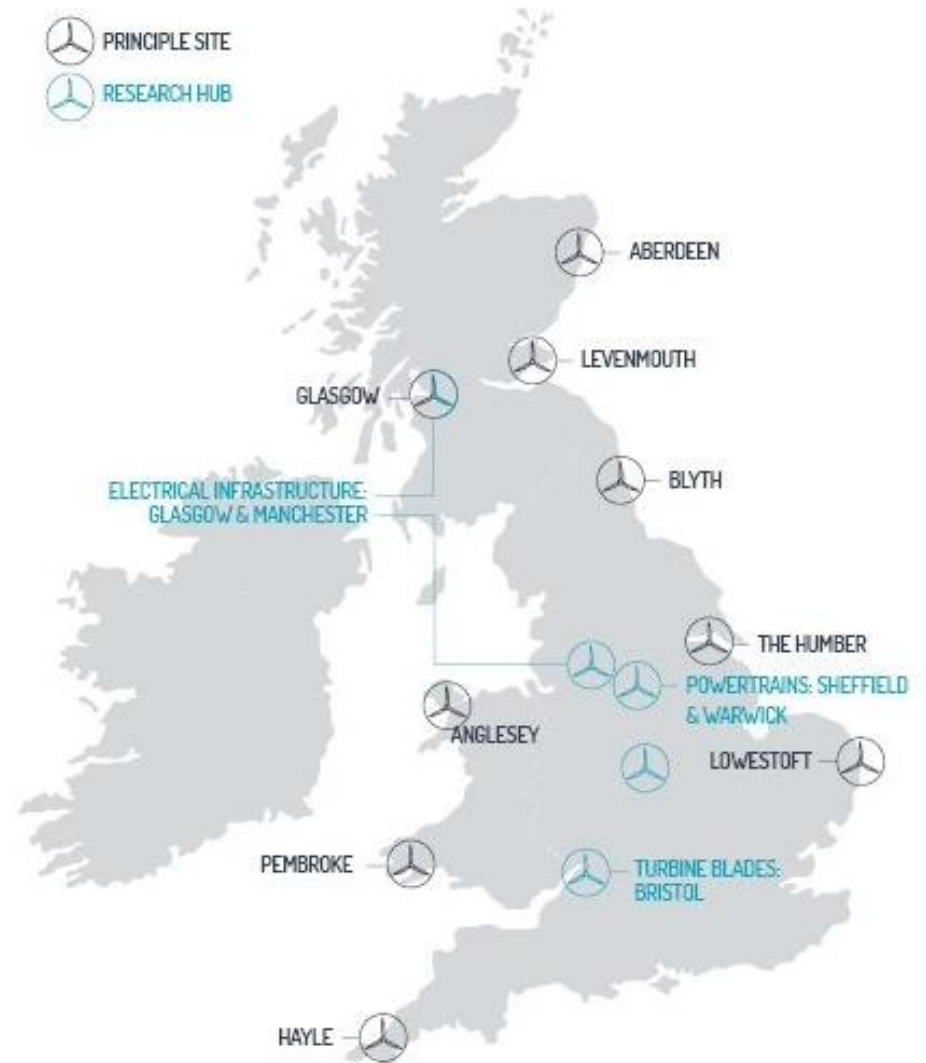 PRINCIPLE SITE
RESEARCH HUB
ABERDEEN
LEVENMOUTH
GLASGOW
BLYTH
ELECTRICAL INFRASTRUCTURE:
GLASGOW & MANCHESTER
THE HUMBER
POWERTRAINS: SHEFFIELD
& WARWICK
ANGLESEY
LOWESTOFT
PEMBROKE
TURBINE BLADES:
BRISTOL
HAYLE